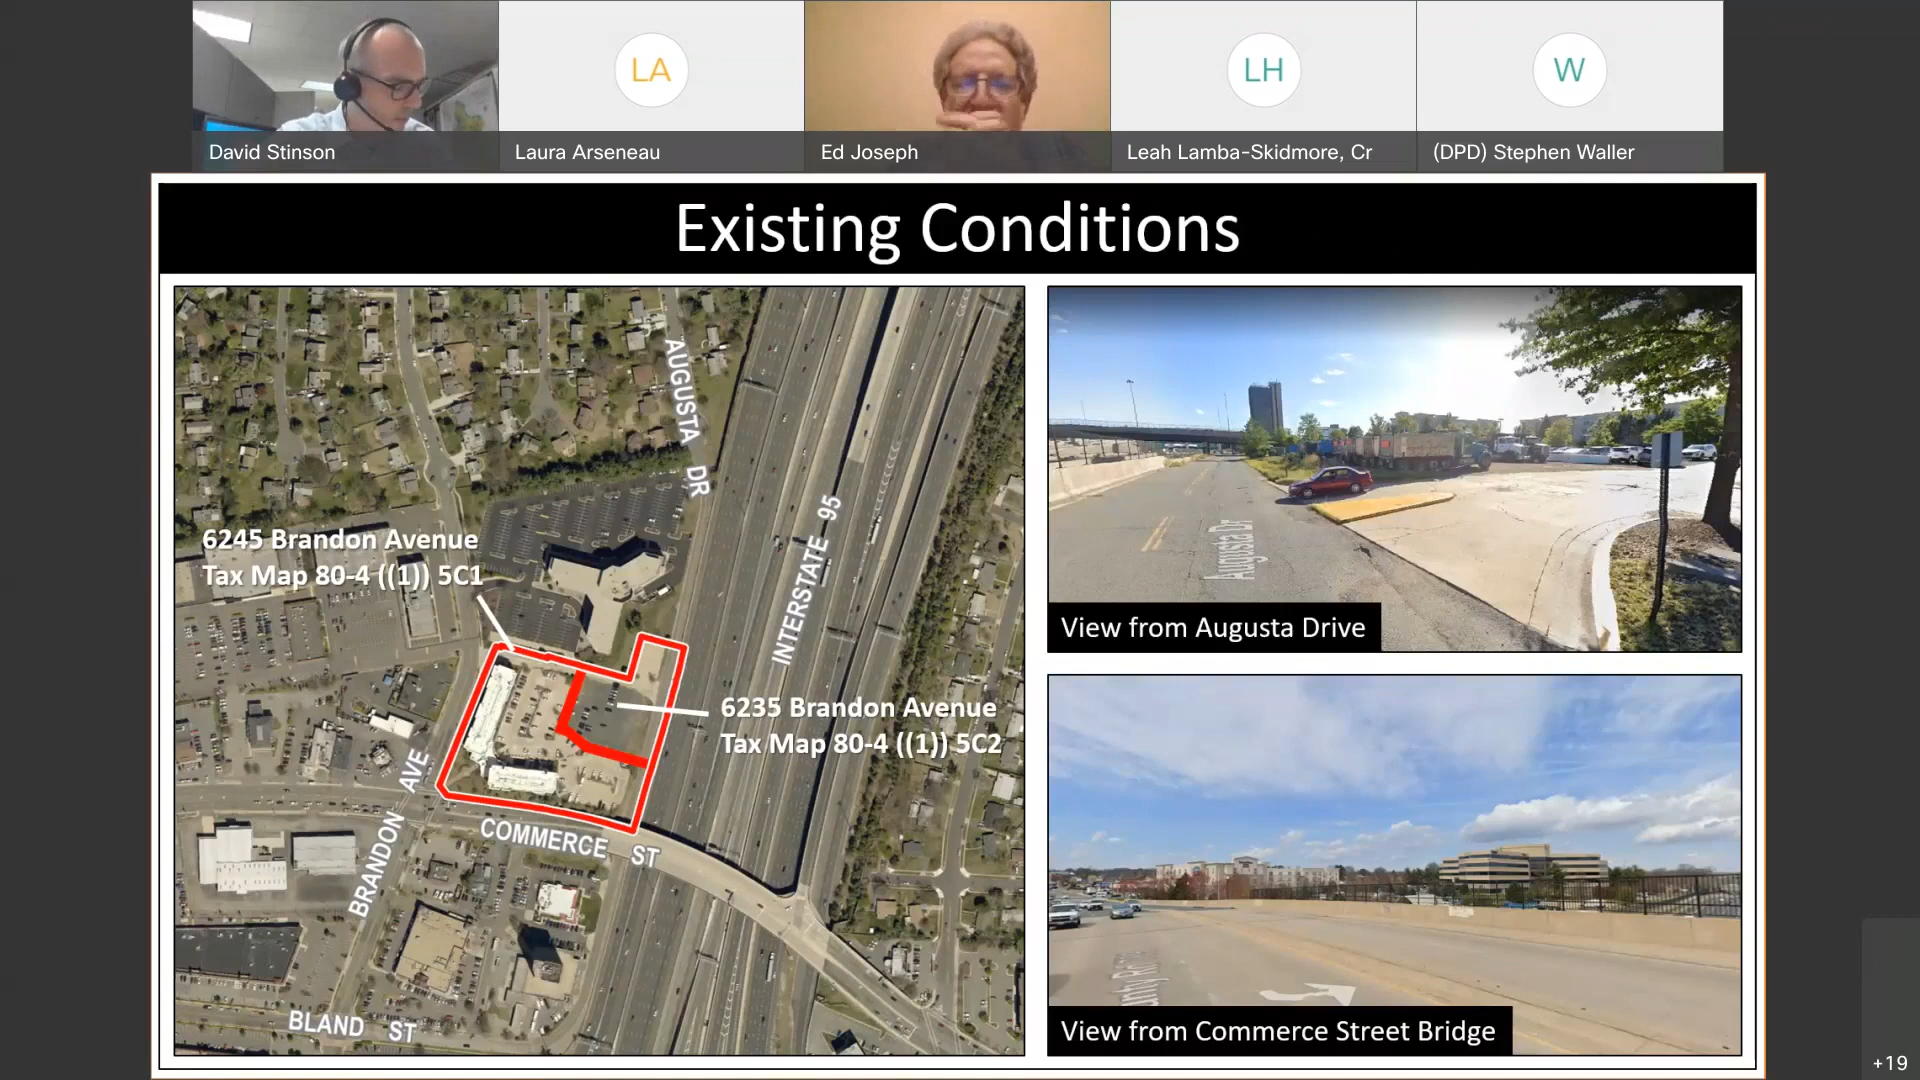 LA
LH
W
David Stinson
Laura Arseneau
Ed Joseph
Leah Lamba-Skidmore, Cr
(DPD) Stephen Waller
Existing Conditions
AUGUSTA DR
INTERSTATE 95
6245 Brandon Avenue
Tax Map 80-4 ((1)) 5C1
6235 Brandon Avenue
Tax Map 80-4 ((1)) 5C2
BRANDON AVE
COMMERCE ST
BLAND ST
Augusta Dr
View from Augusta Drive
View from Commerce Street Bridge
+19